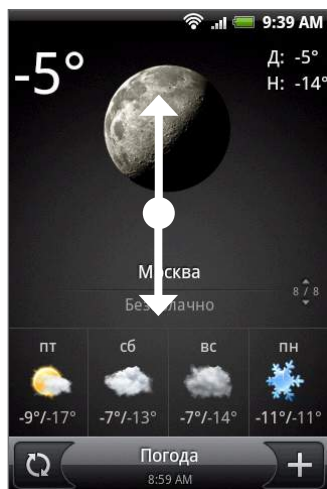 9:39 AM
-5°
Д: -5°
Н: -14°
Москва
8 / 8
пт
сб
вс
пн
-9°/-17°
-7°/-13°
-7°/-14°
-11°/-11°
Погода
8:59 AM